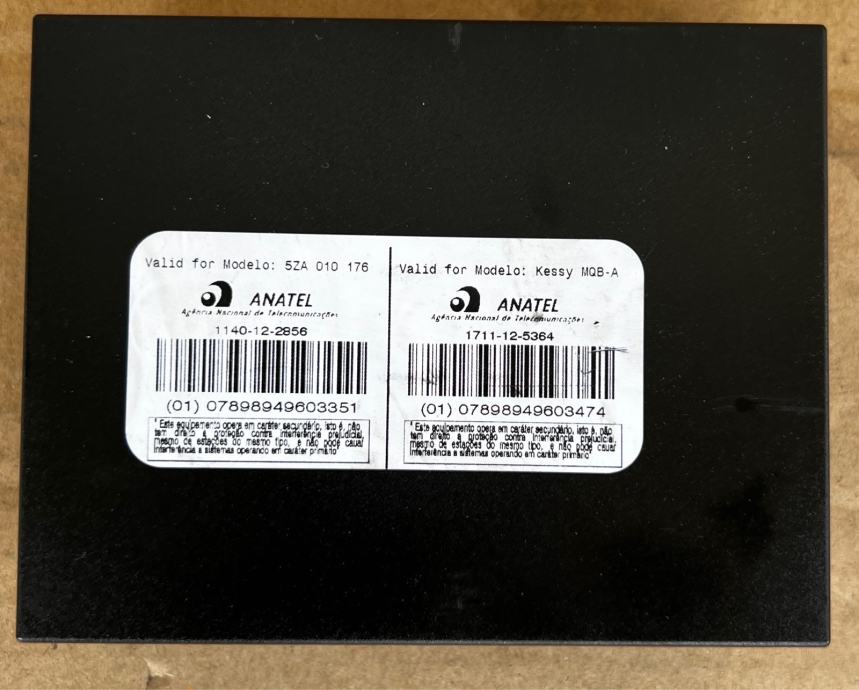 Valid for Modelo: 5ZA 010 176
ANATEL
Agência Nacional de Telecomunicações
1140-12-2856
(01) 07898949603351
"Este equipamento opera em caráter secundário, isto é, não
tem direito a proteção contra interferência prejudicial,
mesmo de estações do mesmo tipo, e não pode causar
interferência a sistemas operando em caráter primário"
Valid for Modelo: Kessy MQB-A
ANATEL
Agência Nacional de Telecomunicações
1711-12-5364
(01) 07898949603474
"Este equipamento opera em caráter secundário, isto é, não
tem direito a proteção contra interferência prejudicial,
mesmo de estações do mesmo tipo, e não pode causar
interferência a sistemas operando em caráter primário"